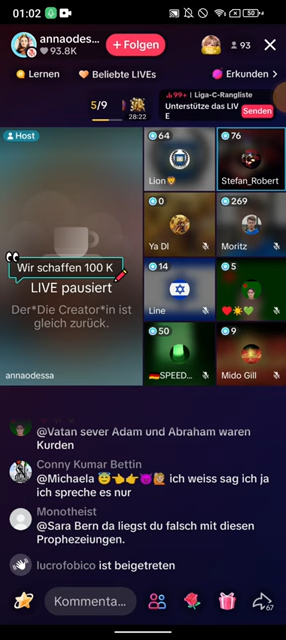 01:02
50
annaodes...
93.8K
+ Folgen
93
Lernen
Beliebte LIVEs
Erkunden >
5/9
28:22
99+ | Liga-C-Rangliste
Unterstütze das LIV
E
Senden
Host
64
Lion🦁
76
Stefan_Robert
0
Ya DI
269
Moritz
14
Line
5
♥️☀️💚
50
🇩🇪SPEED...
9
Mido Gill
Wir schaffen 100 K
LIVE pausiert
Der*Die Creator*in ist
gleich zurück.
annaodessa
@Vatan sever Adam und Abraham waren
Kurden
Conny Kumar Bettin
@Michaela 😇👈👉😈🙋🏼 ich weiss sag ich ja
ich spreche es nur
Monotheist
@Sara Bern da liegst du falsch mit diesen
Prophezeiungen.
lucrofobico ist beigetreten
Kommenta...
67